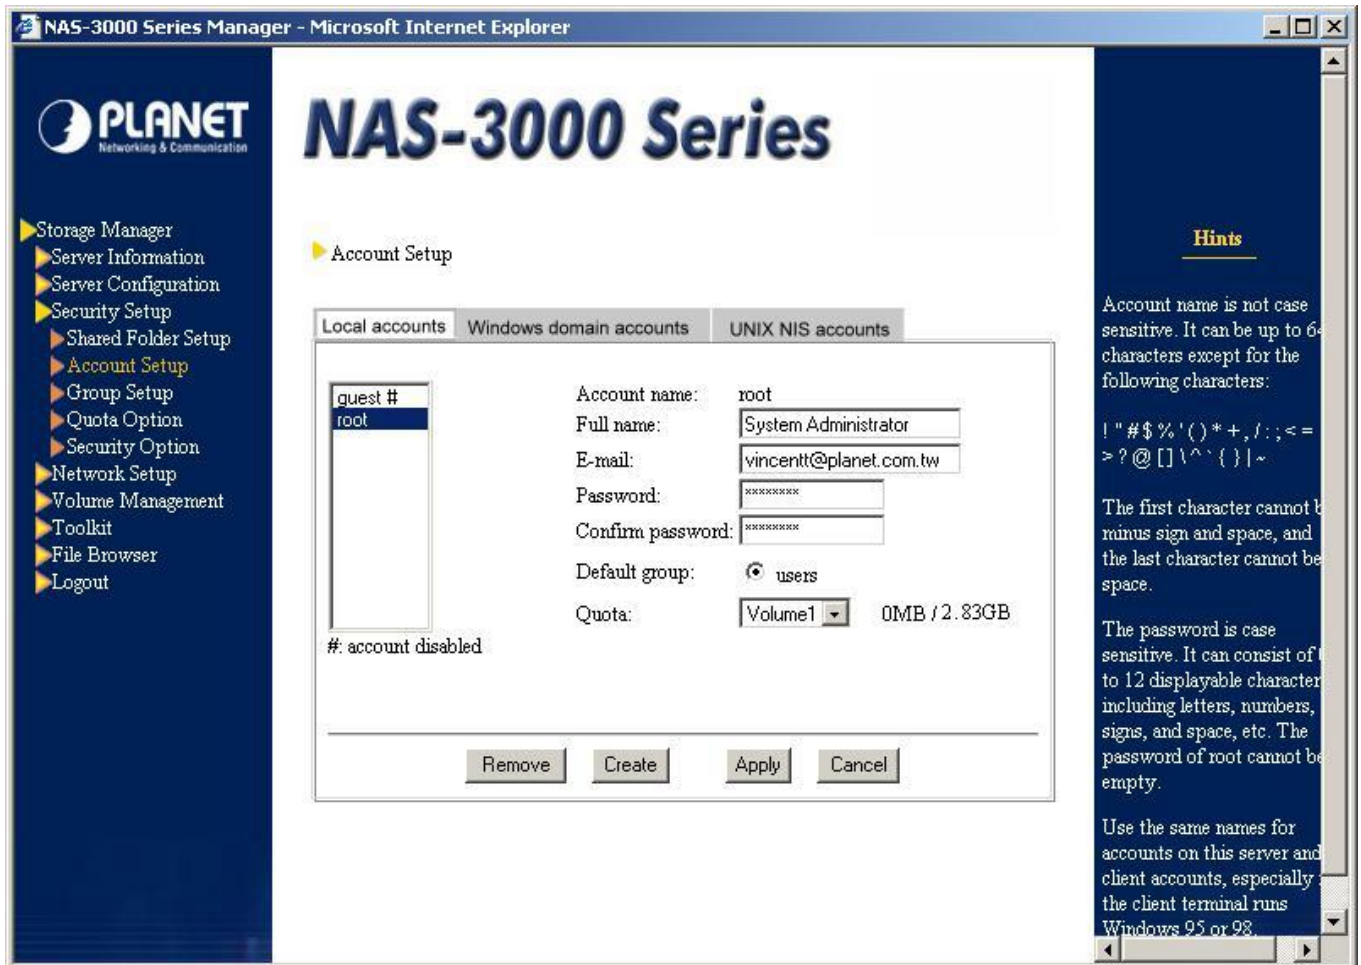 NAS-3000 Series Manager - Microsoft Internet Explorer
PLANET
Networking & Communication
NAS-3000 Series
Storage Manager
Server Information
Server Configuration
Security Setup
Shared Folder Setup
Account Setup
Group Setup
Quota Option
Security Option
Network Setup
Volume Management
Toolkit
File Browser
Logout
Account Setup
Local accounts
Windows domain accounts
UNIX NIS accounts
guest #
root
#: account disabled
Account name: root
Full name: System Administrator
E-mail: vincentt@planet.com.tw
Password: ********
Confirm password: ********
Default group: users
Quota: Volume1 0MB / 2.83GB
Remove Create Apply Cancel
Hints
Account name is not case
sensitive. It can be up to
characters except for the
following characters:
! " # $ % ' ( ) * + , / : ; < =
> ? @ [ ] \ ^ ` { } | ~
The first character cannot
minus sign and space, and
the last character cannot be
space.
The password is case
sensitive. It can consist of
to 12 displayable character
including letters, numbers,
signs, and space, etc. The
password of root cannot be
empty.
Use the same names for
accounts on this server and
client accounts, especially
the client terminal runs
Windows 95 or 98.